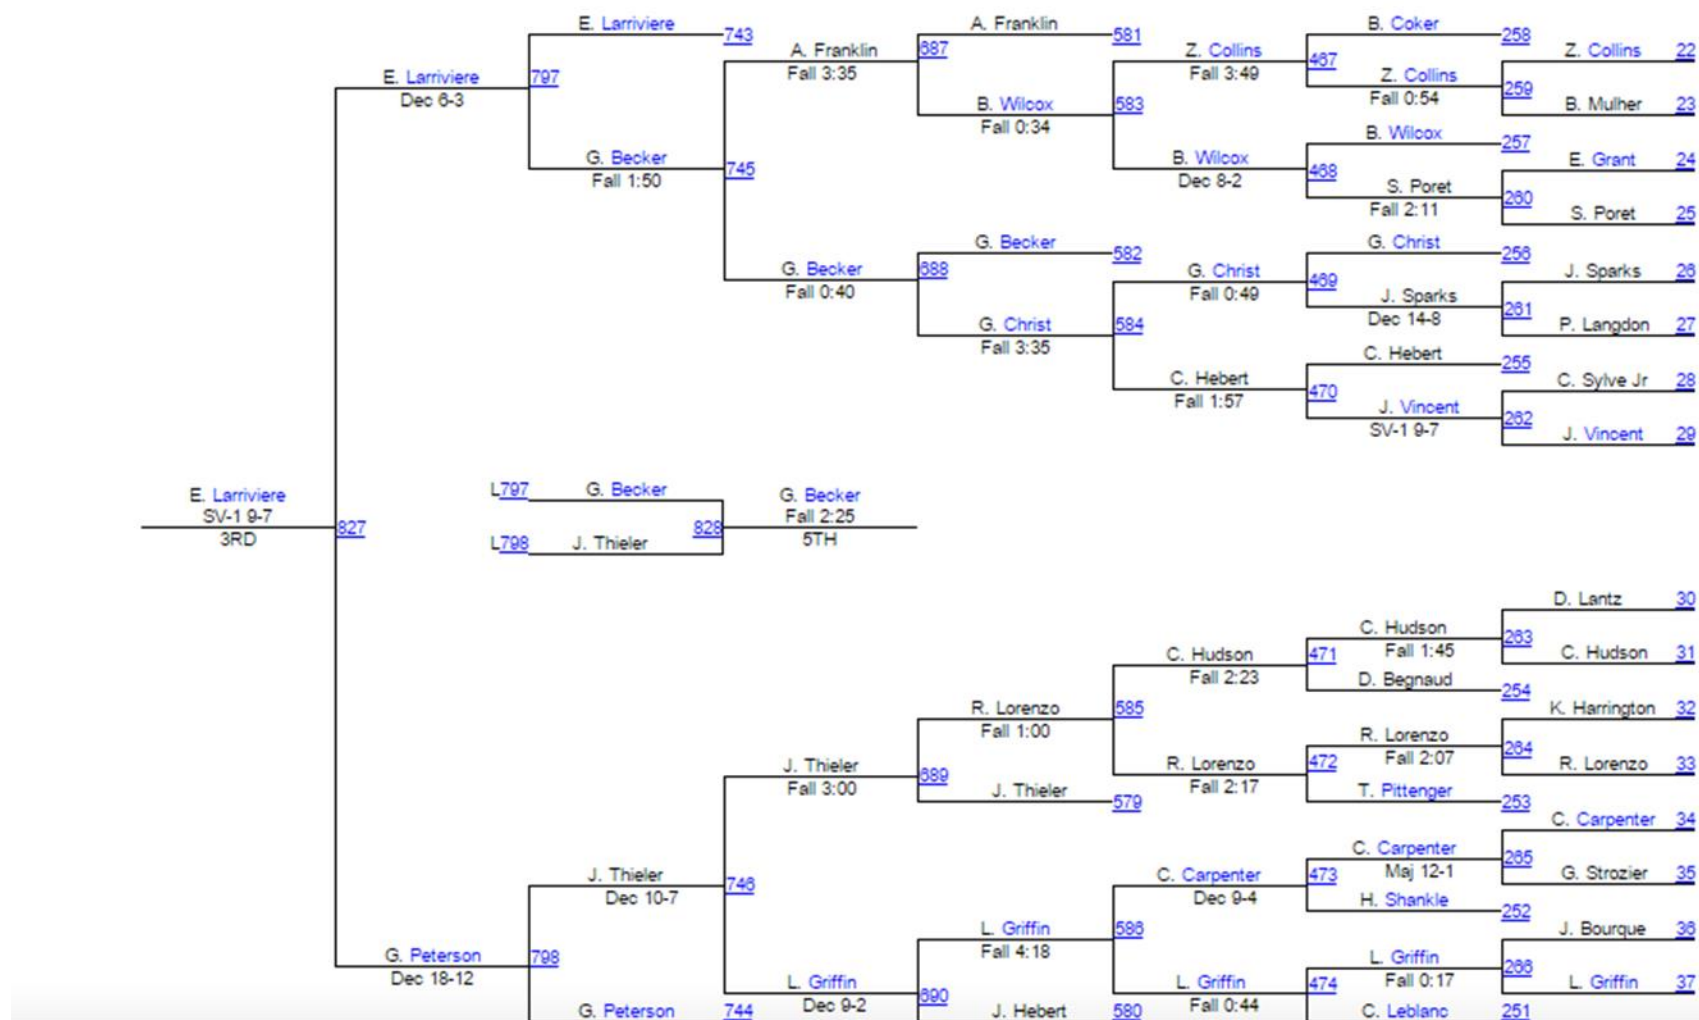 E. Larriviere 743 A. Franklin 581 B. Coker 258
A. Franklin 687 Z. Collins Z. Collins 22
Fall 3:35 Fall 3:49 467
E. Larriviere 797 Z. Collins 259
Dec 6-3 B. Wilcox 583 Fall 0:54 B. Mulher 23
Fall 0:34 B. Wilcox 257
G. Becker 745 B. Wilcox 468 E. Grant 24
Fall 1:50 Dec 8-2 S. Poret 260
Fall 2:11 S. Poret 25
G. Becker 582 G. Christ 256
G. Becker 688 G. Christ 469 J. Sparks 26
Fall 0:40 Fall 0:49 J. Sparks 261
G. Christ 584 Dec 14-8 P. Langdon 27
Fall 3:35 C. Hebert 255
C. Hebert 470 C. Sylve Jr 28
Fall 1:57 J. Vincent 262
SV-1 9-7 J. Vincent 29
E. Larriviere L797 G. Becker G. Becker
SV-1 9-7 827 828 Fall 2:25
3RD L798 J. Thieler 5TH
D. Lantz 30
C. Hudson 263
C. Hudson 471 Fall 1:45 C. Hudson 31
Fall 2:23 D. Begnaud 254
R. Lorenzo 585 K. Harrington 32
Fall 1:00 R. Lorenzo 264
J. Thieler 689 R. Lorenzo 472 Fall 2:07 R. Lorenzo 33
Fall 3:00 Fall 2:17
J. Thieler 579 T. Pittenger 253
C. Carpenter 34
C. Carpenter 265
J. Thieler 746 C. Carpenter 473 Maj 12-1 G. Strozier 35
Dec 10-7 Dec 9-4 H. Shankle 252
L. Griffin 586 J. Bourque 36
G. Peterson 798 Fall 4:18 L. Griffin 266
Dec 18-12 L. Griffin 690 L. Griffin 474 Fall 0:17 L. Griffin 37
Dec 9-2 Fall 0:44
G. Peterson 744 J. Hebert 580 C. Leblanc 251